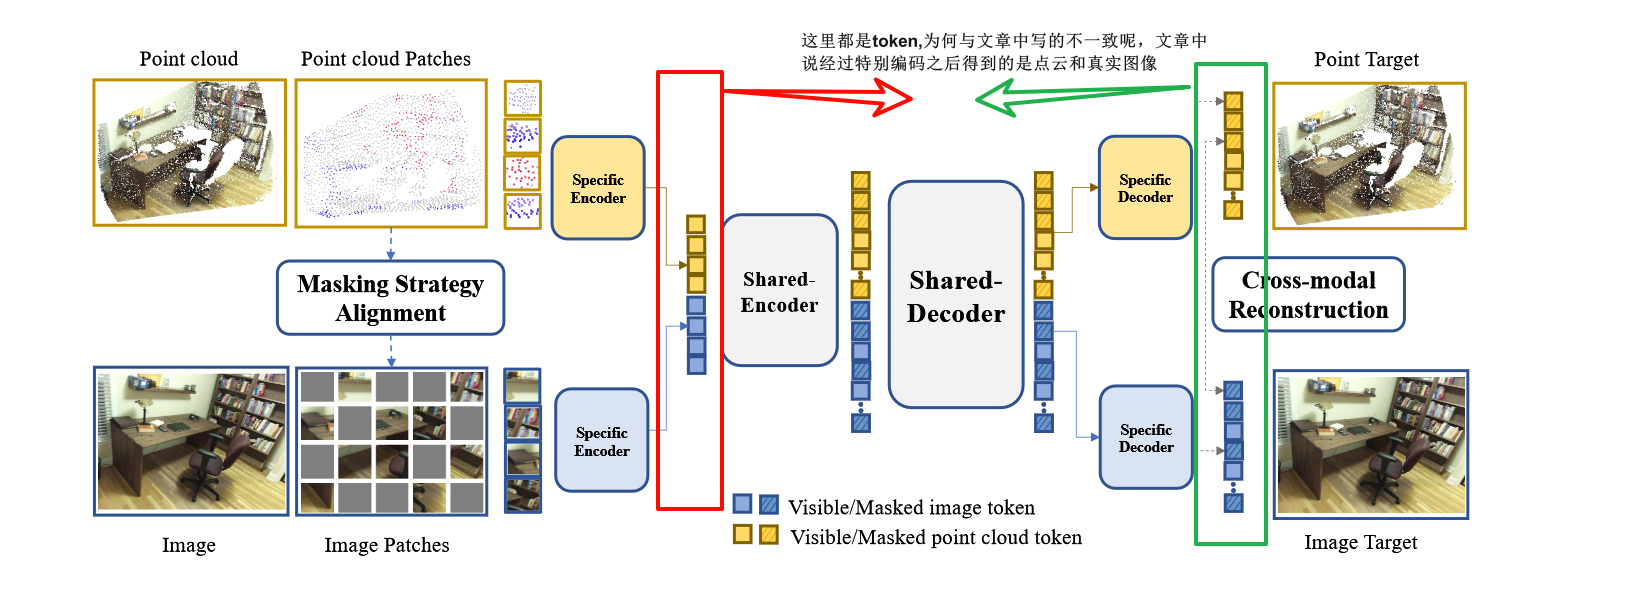 这里都是token,为何与文章中写的不一致呢，文章中
说经过特别编码之后得到的是点云和真实图像
Point cloud
Point cloud Patches
Point Target
Specific
Encoder
Specific
Decoder
Masking Strategy
Alignment
Shared-
Encoder
Shared-
Decoder
Cross-modal
Reconstruction
Specific
Encoder
Specific
Decoder
Visible/Masked image token
Visible/Masked point cloud token
Image
Image Patches
Image Target